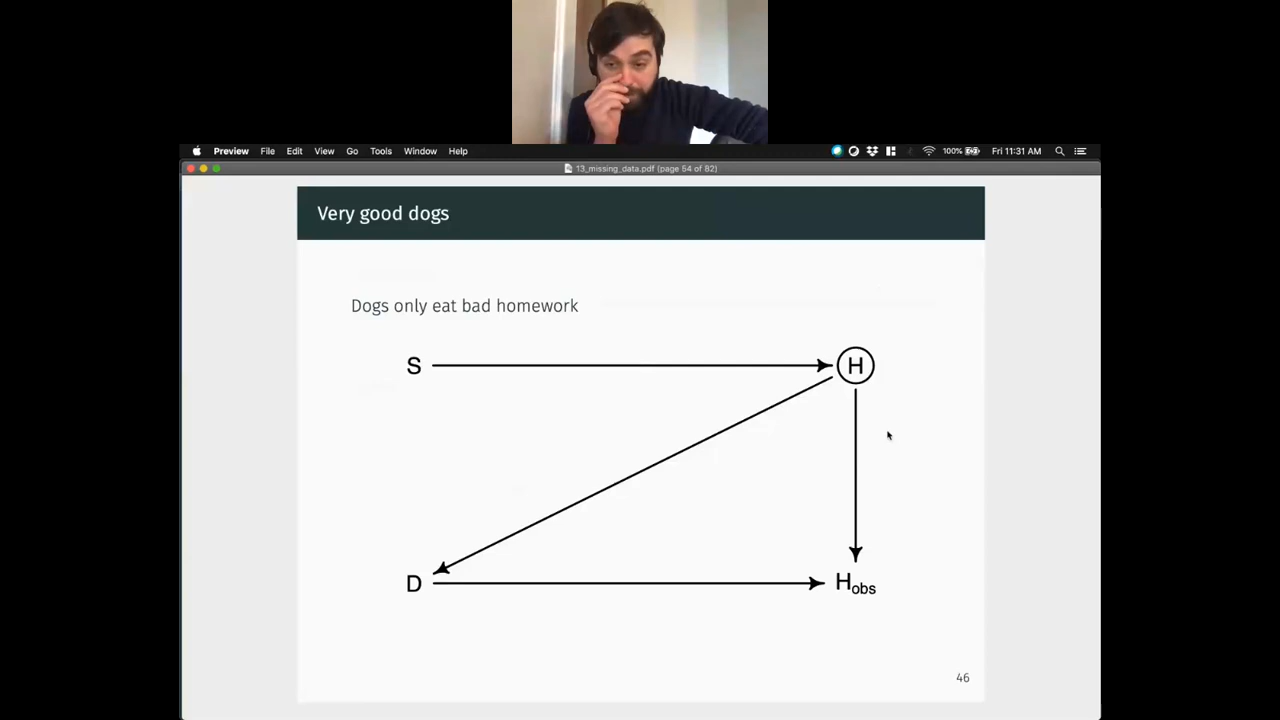 Preview File Edit View Go Tools Window Help 100% Fri 11:31 AM
13_missing_data.pdf (page 54 of 82)
Very good dogs
Dogs only eat bad homework
S H
D Hobs
46